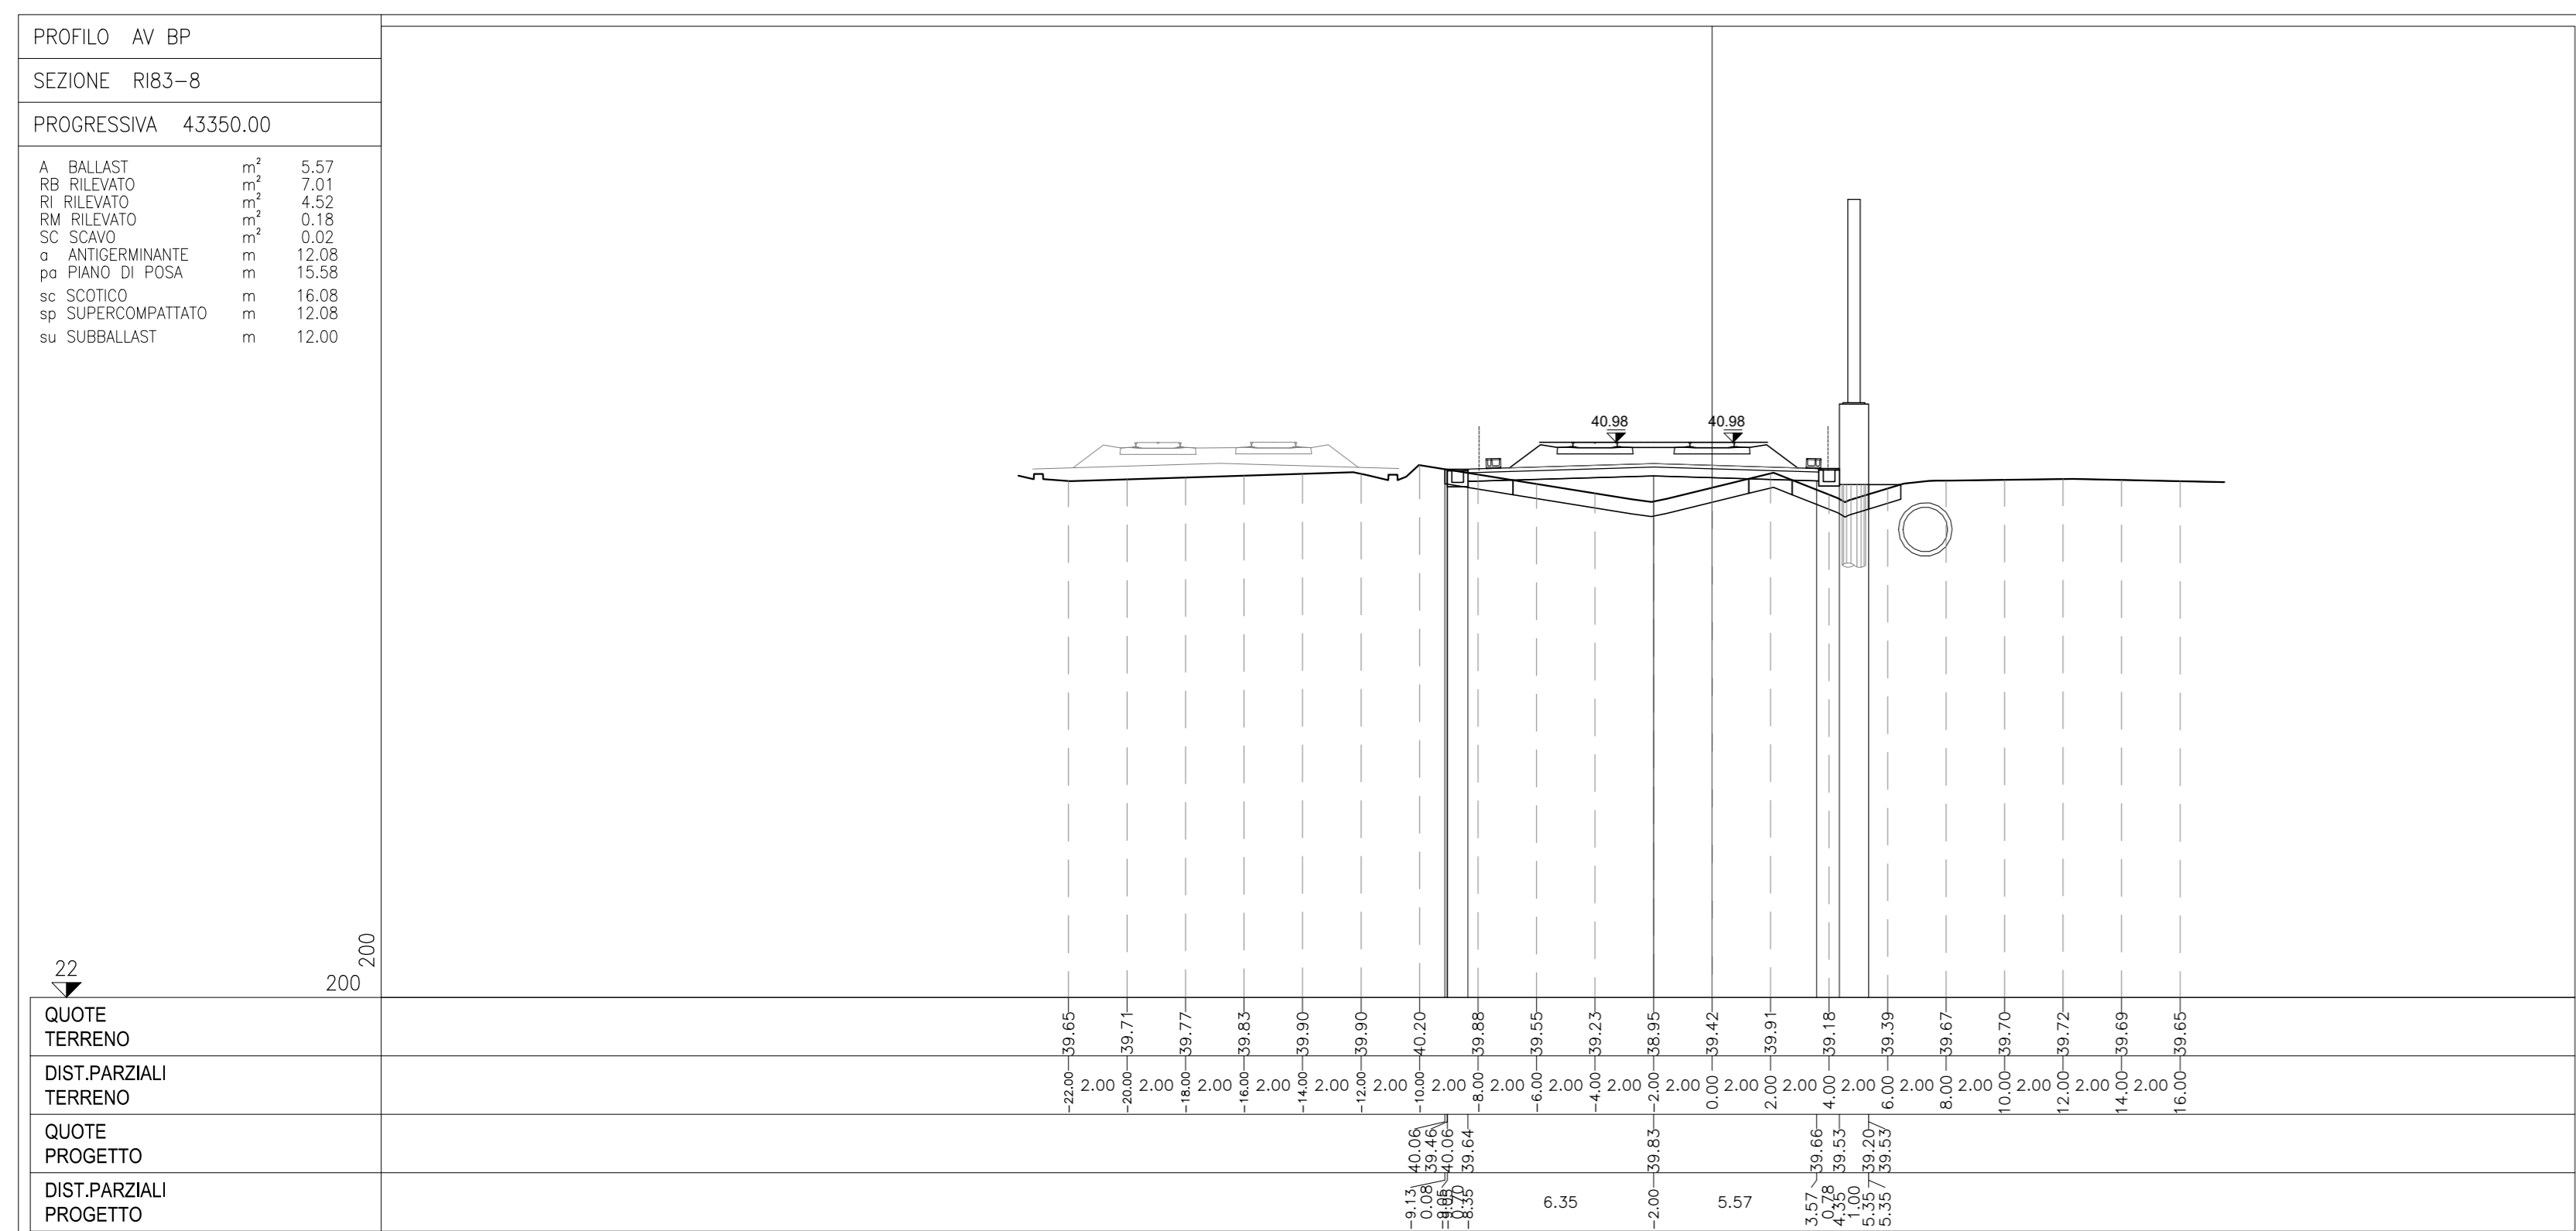 PROFILO AV BP
SEZIONE RI83-8
PROGRESSIVA 43350.00
A BALLAST m² 5.57
RB RILEVATO m² 7.01
RI RILEVATO m² 4.52
RM RILEVATO m² 0.18
SC SCAVO m² 0.02
a ANTIGERMINANTE m 12.08
pa PIANO DI POSA m 15.58
sc SCOTICO m 16.08
sp SUPERCOMPATTATO m 12.08
su SUBBALLAST m 12.00
40.98 40.98
200
22 200
QUOTE
TERRENO
39.65 39.71 39.77 39.83 39.90 39.90 40.20 39.88 39.55 39.23 38.95 39.42 39.91 39.18 39.39 39.67 39.70 39.72 39.69 39.65
DIST.PARZIALI
TERRENO
-22.00 2.00 -20.00 2.00 -18.00 2.00 -16.00 2.00 -14.00 2.00 -12.00 2.00 -10.00 2.00 -8.00 2.00 -6.00 2.00 -4.00 2.00 -2.00 2.00 0.00 2.00 2.00 2.00 4.00 2.00 6.00 2.00 8.00 2.00 10.00 2.00 12.00 2.00 14.00 2.00 16.00
QUOTE
PROGETTO
40.06 39.46 40.06 39.64 39.83 39.66 39.53 39.20 39.53
DIST.PARZIALI
PROGETTO
-9.13 0.08 0.70 -8.35 6.35 -2.00 5.57 3.57 0.78 4.35 1.00 5.35 5.35